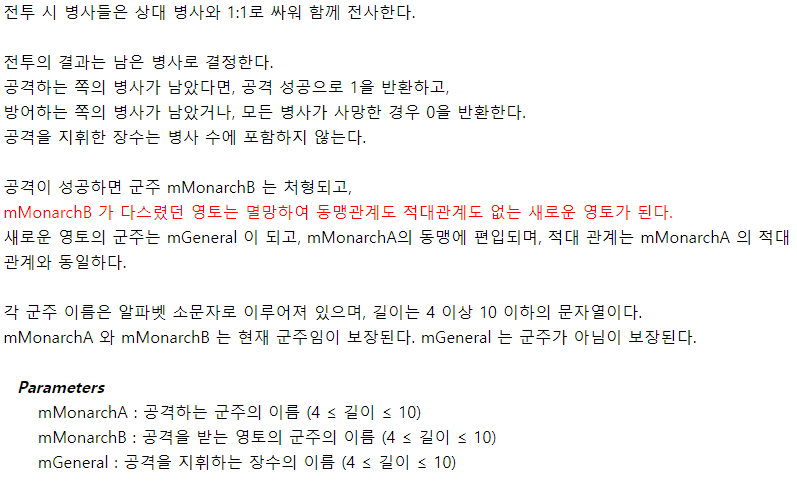 전투 시 병사들은 상대 병사와 1:1로 싸워 함께 전사한다.
전투의 결과는 남은 병사로 결정한다.
공격하는 쪽의 병사가 남았다면, 공격 성공으로 1을 반환하고,
방어하는 쪽의 병사가 남았거나, 모든 병사가 사망한 경우 0을 반환한다.
공격을 지휘한 장수는 병사 수에 포함하지 않는다.
공격이 성공하면 군주 mMonarchB 는 처형되고,
mMonarchB 가 다스렸던 영토는 멸망하여 동맹관계도 적대관계도 없는 새로운 영토가 된다.
새로운 영토의 군주는 mGeneral 이 되고, mMonarchA의 동맹에 편입되며, 적대 관계는 mMonarchA 의 적대
관계와 동일하다.
각 군주 이름은 알파벳 소문자로 이루어져 있으며, 길이는 4 이상 10 이하의 문자열이다.
mMonarchA 와 mMonarchB 는 현재 군주임이 보장된다. mGeneral 는 군주가 아님이 보장된다.
Parameters
mMonarchA : 공격하는 군주의 이름 (4 ≤ 길이 ≤ 10)
mMonarchB : 공격을 받는 영토의 군주의 이름 (4 ≤ 길이 ≤ 10)
mGeneral : 공격을 지휘하는 장수의 이름 (4 ≤ 길이 ≤ 10)